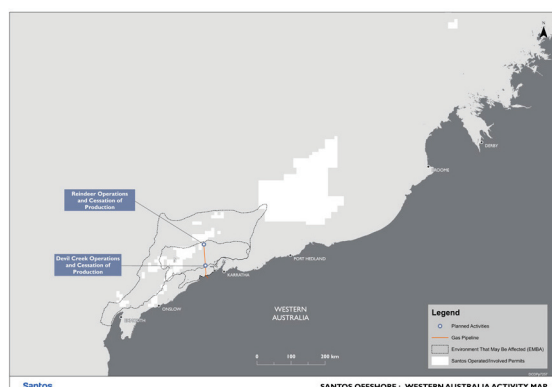 N
DERBY
BROOME
Reindeer Operations
and Cessation of
Production
Devil Creek Operations
and Cessation of
Production
PORT HEDLAND
KARRATHA
ONSLOW
EXMOUTH
WESTERN
AUSTRALIA
0 100 200 km
Legend
Planned Activities
Gas Pipeline
Environment That May Be Affected (EMBA)
Santos Operated/Involved Permits
Santos
SANTOS OFFSHORE : WESTERN AUSTRALIA ACTIVITY MAP